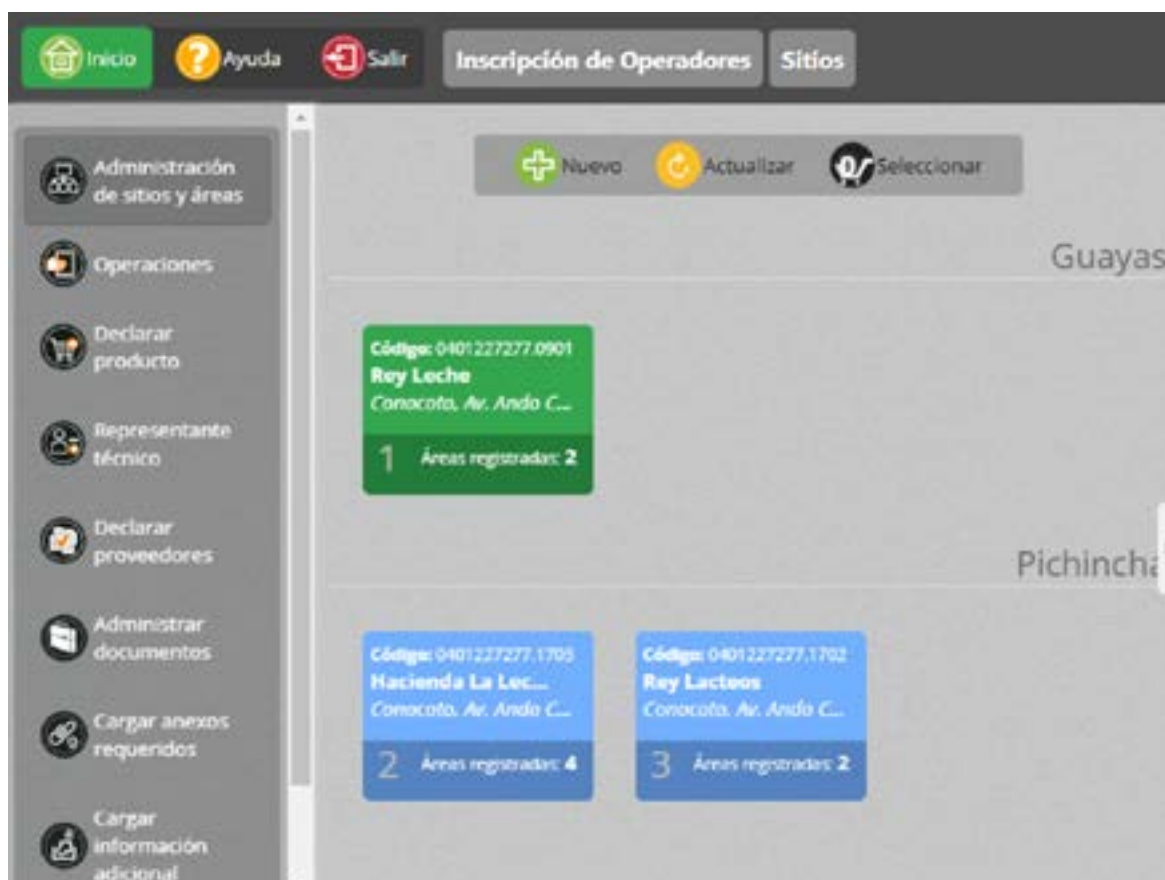 Inicio
Ayuda
Salir
Inscripción de Operadores
Sitios
Administración
de sitios y áreas
Operaciones
Declarar
producto
Representante
técnico
Declarar
proveedores
Administrar
documentos
Cargar anexos
requeridos
Cargar
información
adicional
Nuevo
Actualizar
Seleccionar
Guayas
Código: 0401227277.0901
Rey Leche
Conocoto, Av. Ando C...
1 Áreas registradas: 2
Pichincha
Código: 0401227277.1703
Hacienda La Lec...
Conocoto, Av. Ando C...
2 Áreas registradas: 4
Código: 0401227277.1702
Rey Lacteos
Conocoto, Av. Ando C...
3 Áreas registradas: 2